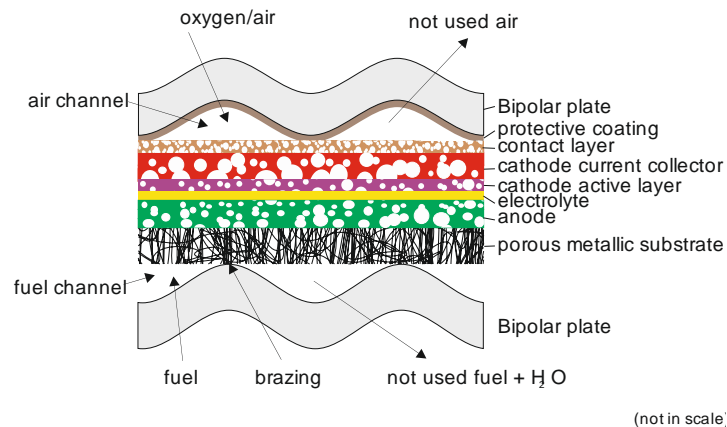 oxygen/air
not used air
air channel
Bipolar plate
protective coating
contact layer
cathode current collector
cathode active layer
electrolyte
anode
porous metallic substrate
fuel channel
Bipolar plate
fuel
brazing
not used fuel + H₂O
(not in scale)